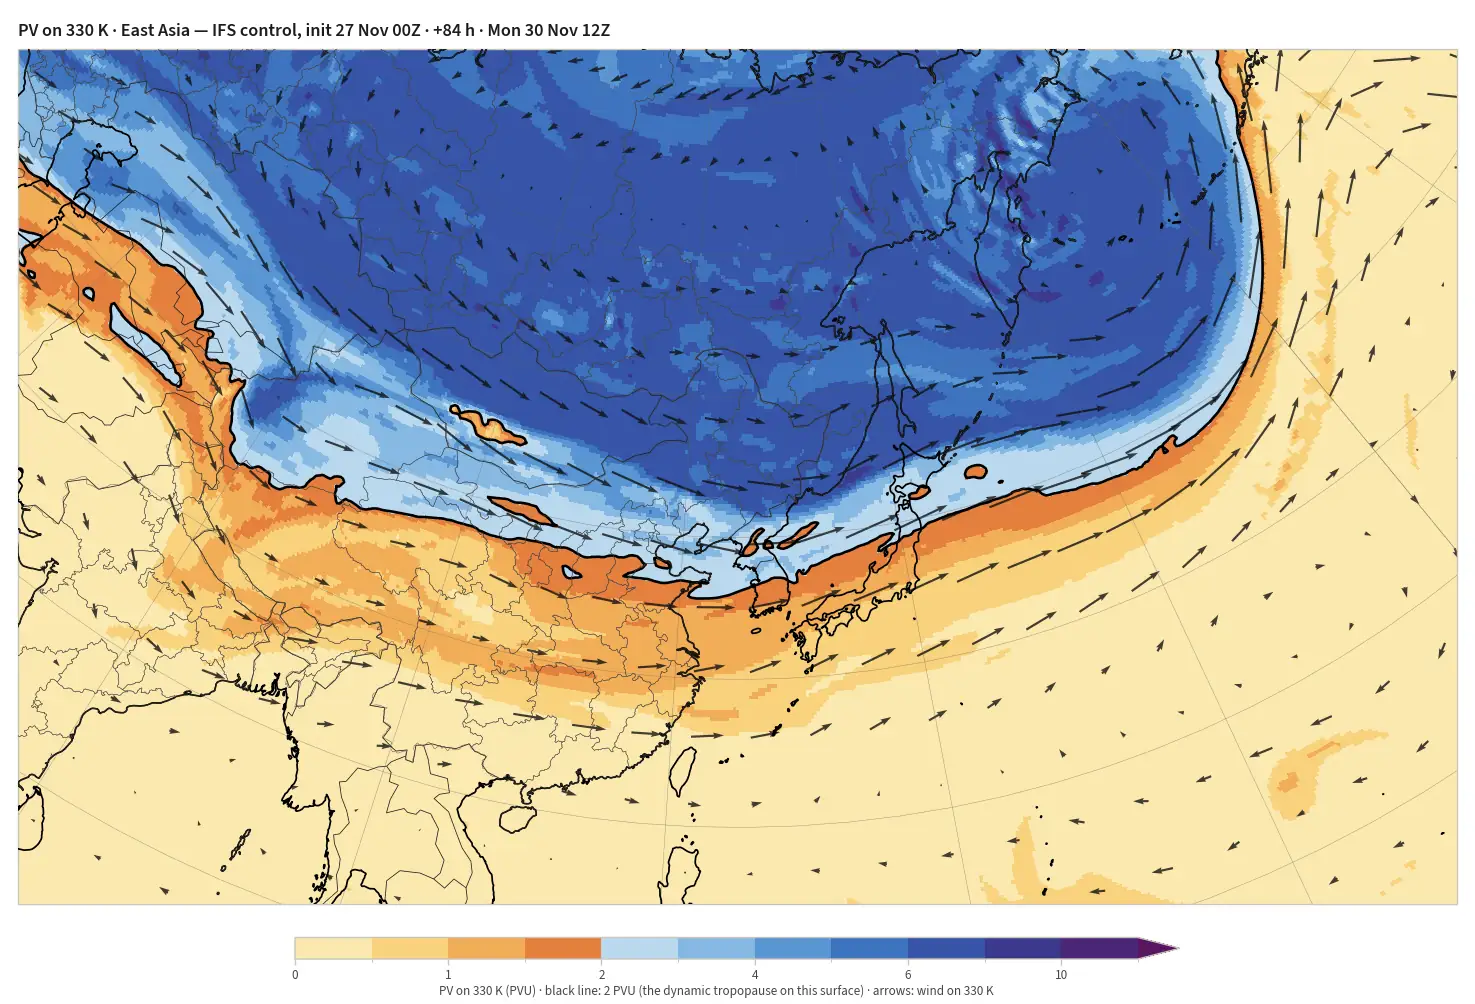 PV on 330 K · East Asia — IFS control, init 27 Nov 00Z · +84 h · Mon 30 Nov 12Z
0 1 2 4 6 10
PV on 330 K (PVU) · black line: 2 PVU (the dynamic tropopause on this surface) · arrows: wind on 330 K